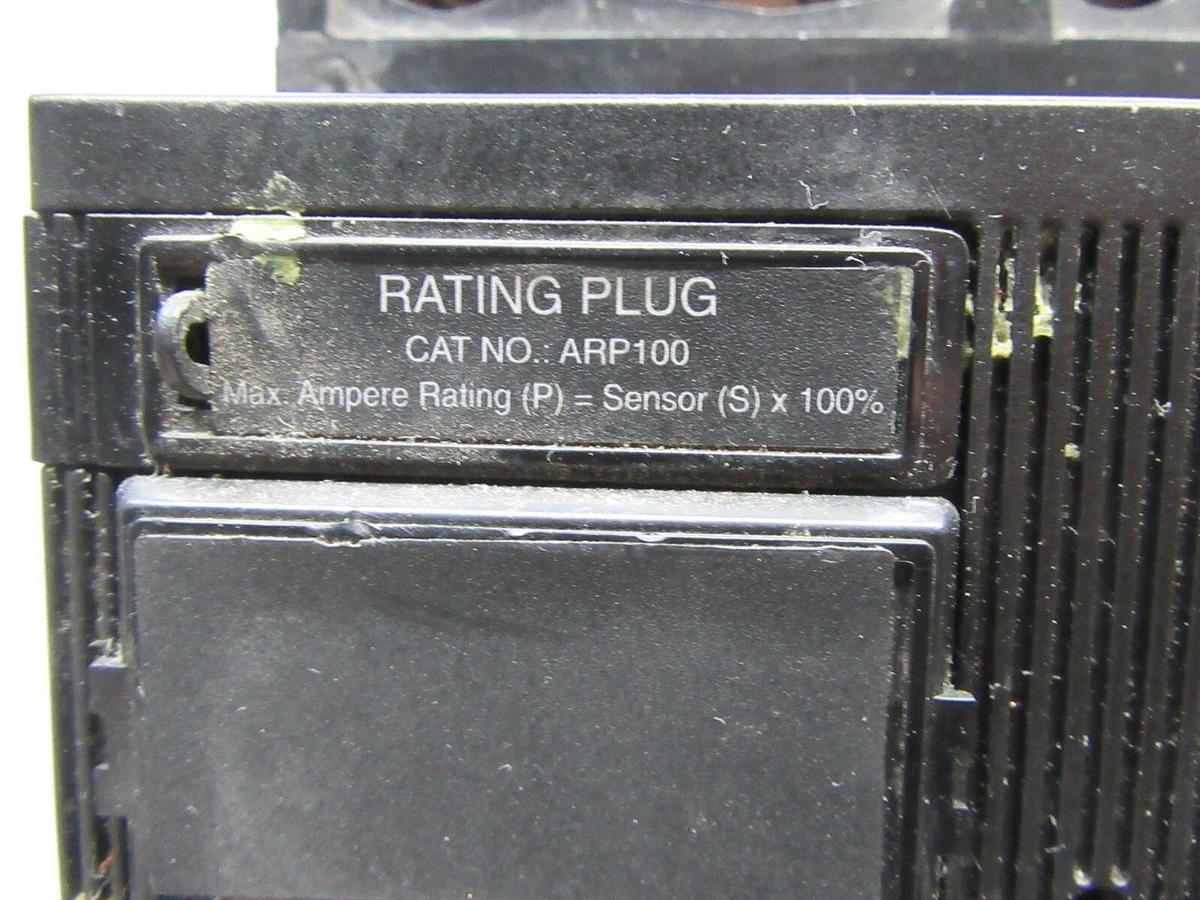 RATING PLUG
CAT NO.: ARP100
Max. Ampere Rating (P) = Sensor (S) x 100%